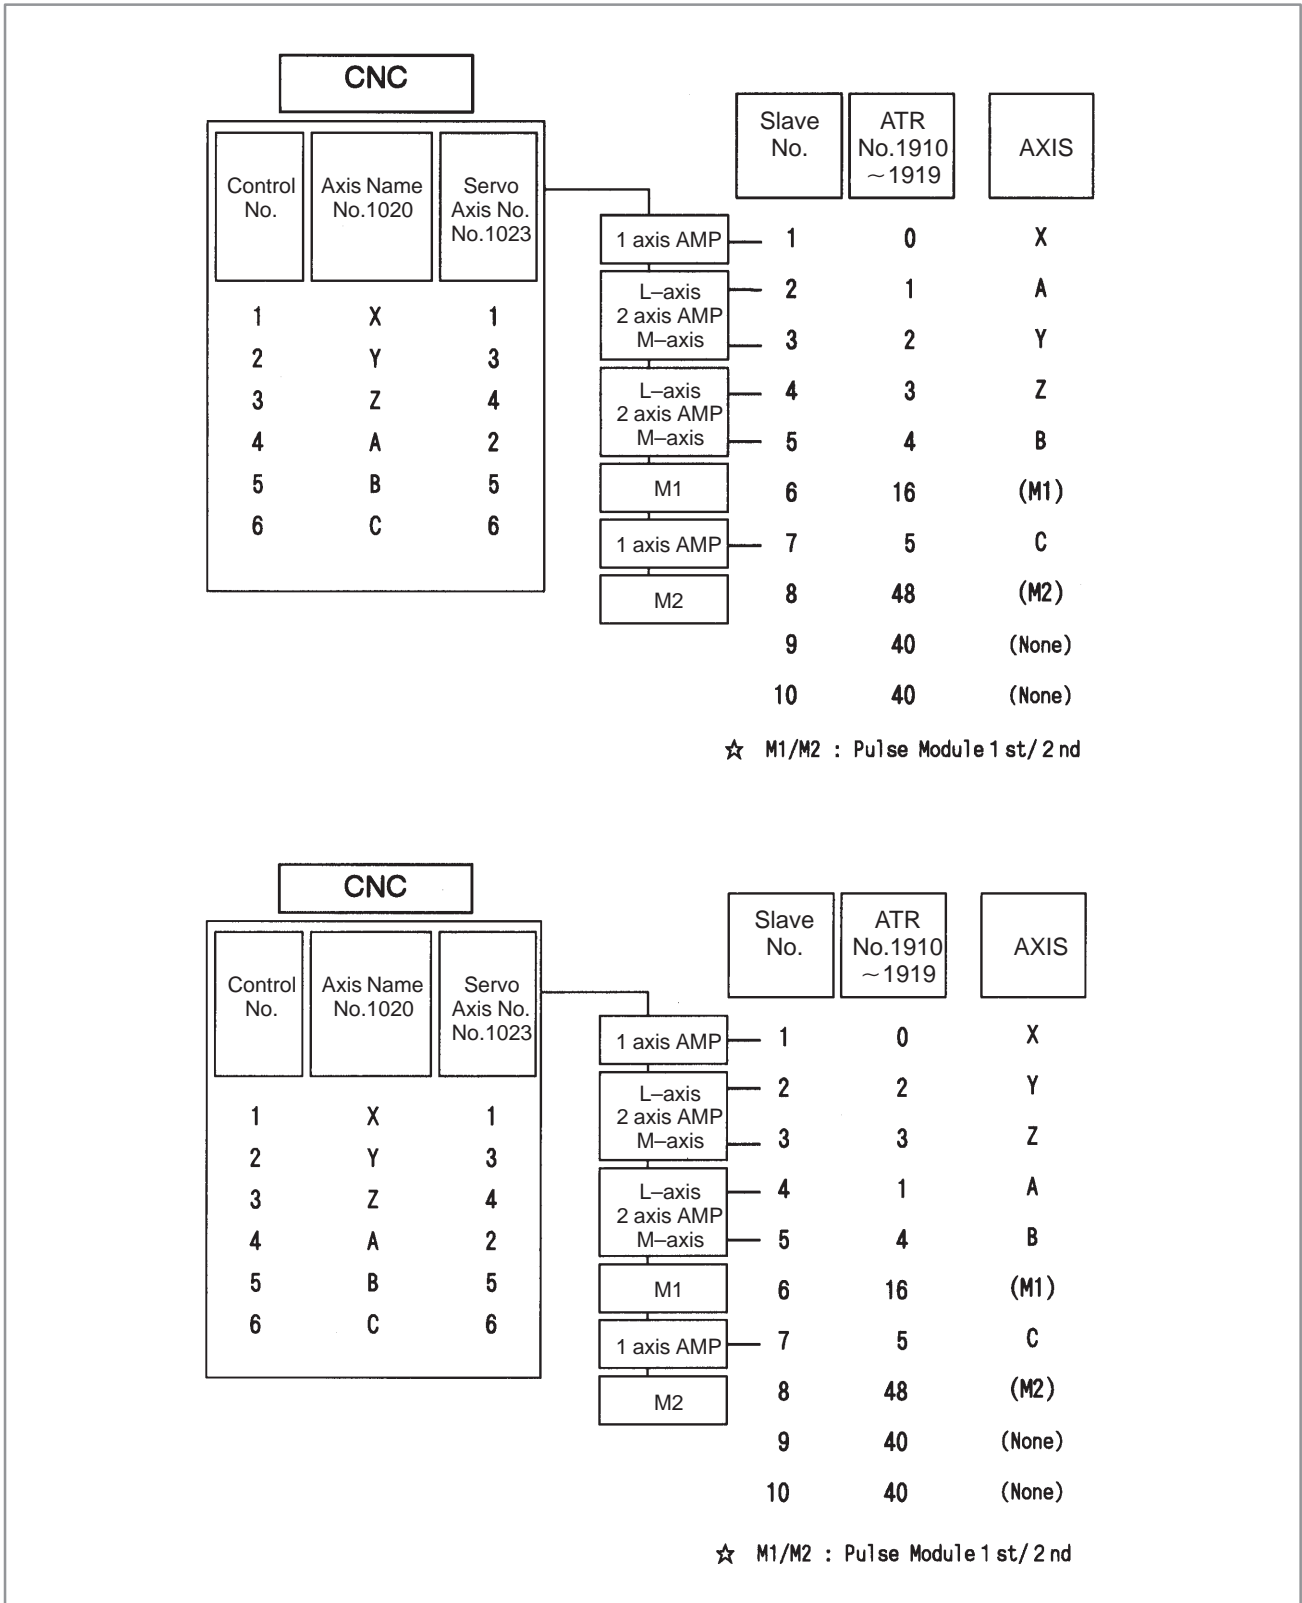 CNC
Control No.
Axis Name No.1020
Servo Axis No. No.1023
1 X 1
2 Y 3
3 Z 4
4 A 2
5 B 5
6 C 6
1 axis AMP
L–axis
2 axis AMP
M–axis
L–axis
2 axis AMP
M–axis
M1
1 axis AMP
M2
Slave No.
ATR No.1910 ~1919
AXIS
1 0 X
2 1 A
3 2 Y
4 3 Z
5 4 B
6 16 (M1)
7 5 C
8 48 (M2)
9 40 (None)
10 40 (None)
☆ M1/M2 : Pulse Module 1 st/ 2 nd
CNC
Control No.
Axis Name No.1020
Servo Axis No. No.1023
1 X 1
2 Y 3
3 Z 4
4 A 2
5 B 5
6 C 6
1 axis AMP
L–axis
2 axis AMP
M–axis
L–axis
2 axis AMP
M–axis
M1
1 axis AMP
M2
Slave No.
ATR No.1910 ~1919
AXIS
1 0 X
2 2 Y
3 3 Z
4 1 A
5 4 B
6 16 (M1)
7 5 C
8 48 (M2)
9 40 (None)
10 40 (None)
☆ M1/M2 : Pulse Module 1 st/ 2 nd